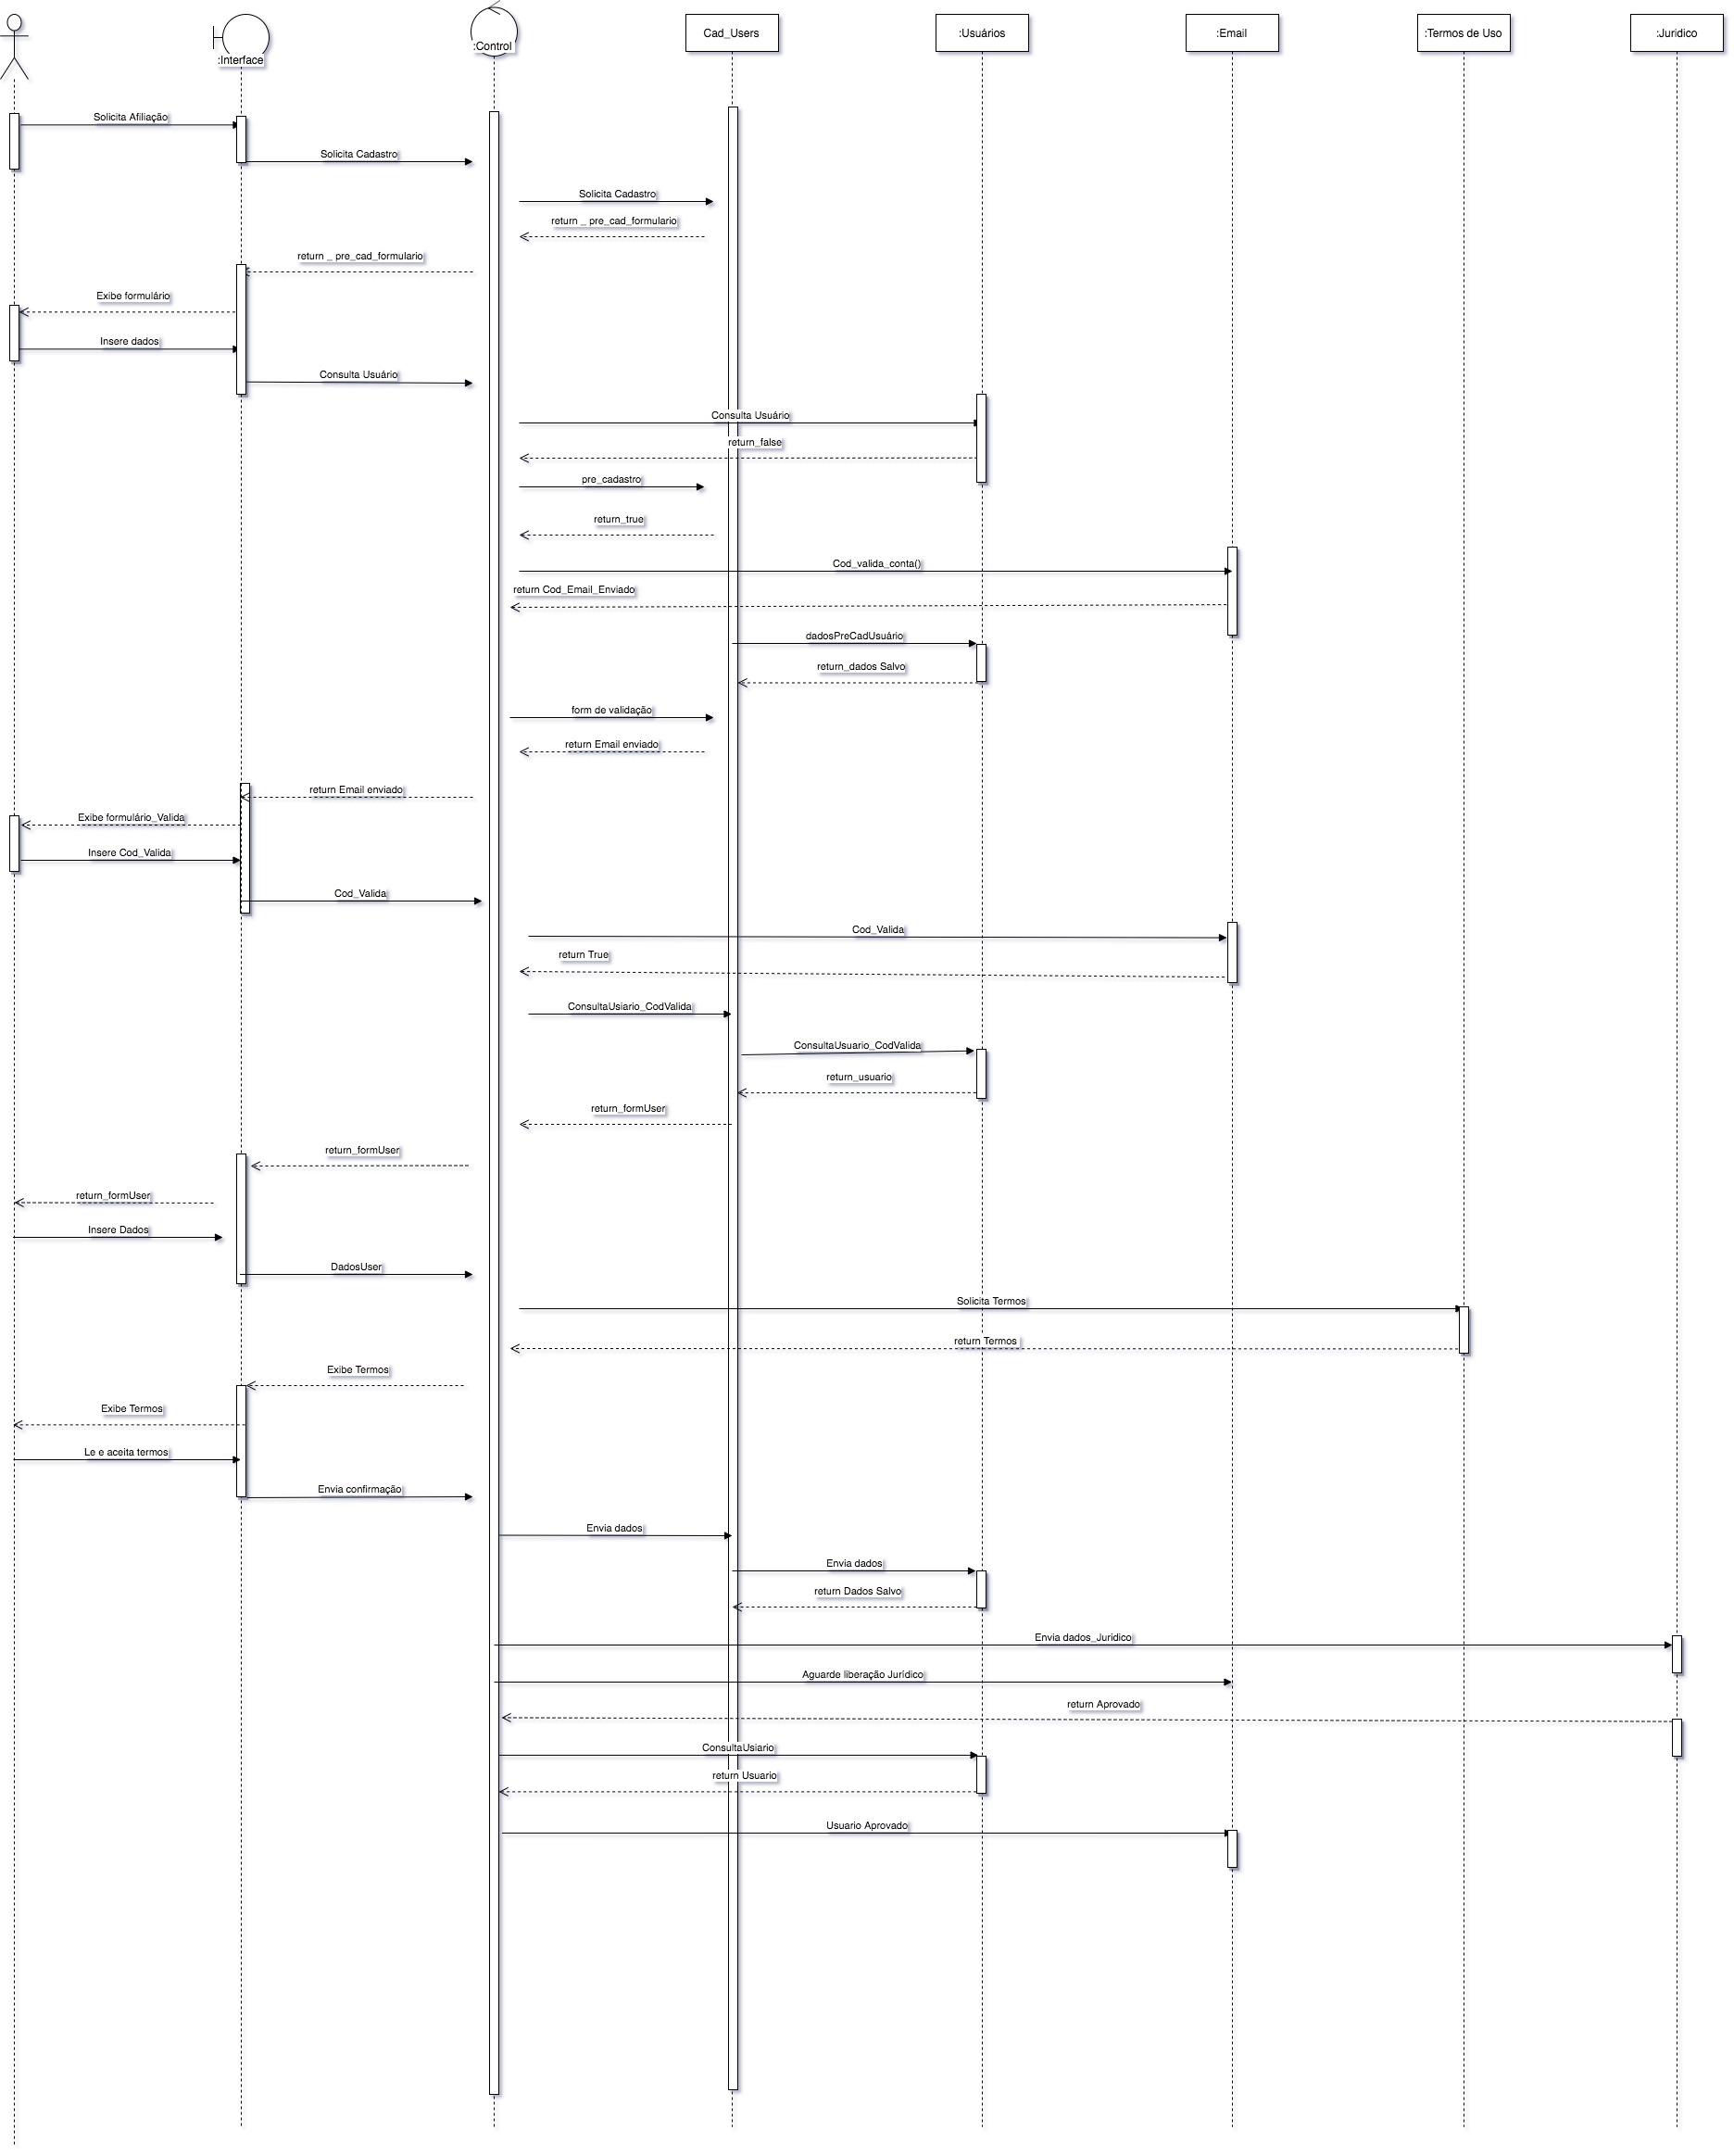 :Interface
:Control
Cad_Users
:Usuários
:Email
:Termos de Uso
:Juridico
Solicita Afiliação
Solicita Cadastro
Solicita Cadastro
return _ pre_cad_formulario
return _ pre_cad_formulario
Exibe formulário
Insere dados
Consulta Usuário
Consulta Usuário
return_false
pre_cadastro
return_true
Cod_valida_conta()
return Cod_Email_Enviado
dadosPreCadUsuário
return_dados Salvo
form de validação
return Email enviado
return Email enviado
Exibe formulário_Valida
Insere Cod_Valida
Cod_Valida
Cod_Valida
return True
ConsultaUsiario_CodValida
ConsultaUsuario_CodValida
return_usuario
return_formUser
return_formUser
return_formUser
Insere Dados
DadosUser
Solicita Termos
return Termos
Exibe Termos
Exibe Termos
Le e aceita termos
Envia confirmação
Envia dados
Envia dados
return Dados Salvo
Envia dados_Juridico
Aguarde liberação Jurídico
return Aprovado
ConsultaUsiario
return Usuario
Usuario Aprovado